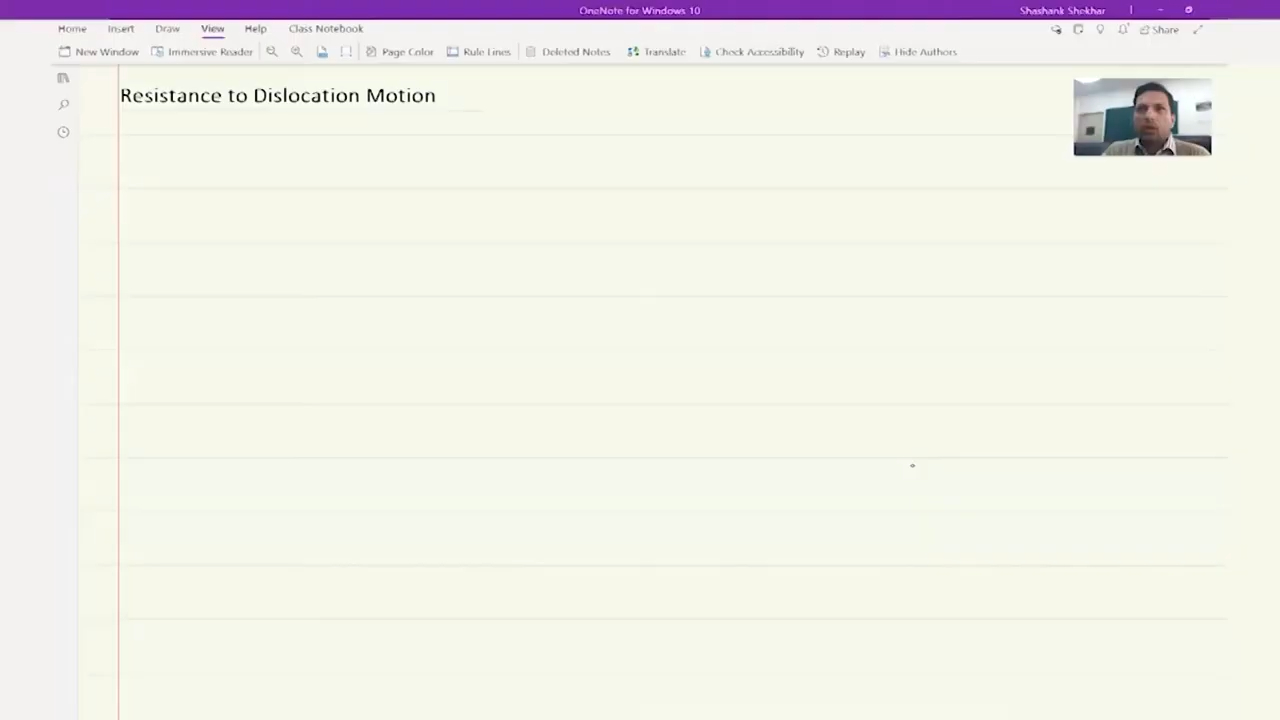 OneNote for Windows 10
Shashank Shekhar
Home Insert Draw View Help Class Notebook
Share
New Window Immersive Reader Page Color Rule Lines Deleted Notes Translate Check Accessibility Replay Hide Authors
Resistance to Dislocation Motion